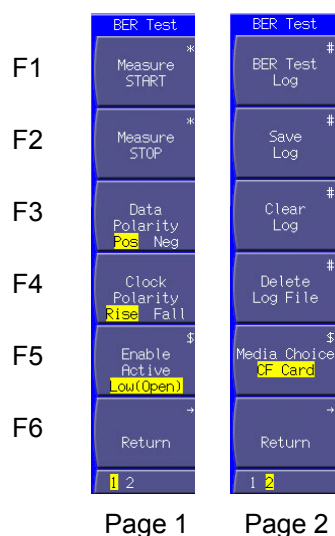 BER Test
BER Test
F1
*
Measure
START
#
BER Test
Log
F2
*
Measure
STOP
#
Save
Log
F3
Data
Polarity
Pos Neg
#
Clear
Log
F4
Clock
Polarity
Rise Fall
#
Delete
Log File
F5
$
Enable
Active
Low(Open)
$
Media Choice
CF Card
F6
→
Return
→
Return
1 2
1 2
Page 1
Page 2